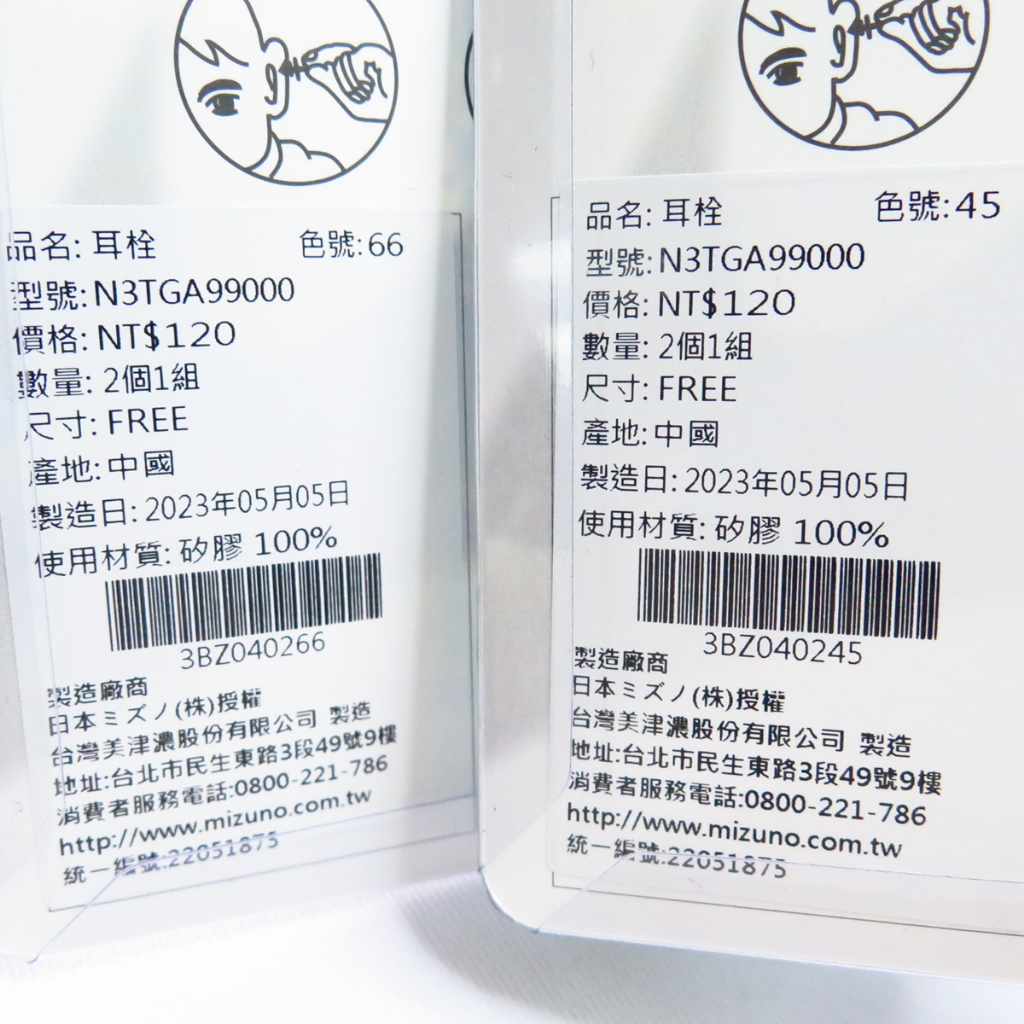 品名: 耳栓 色號:66
型號: N3TGA99000
價格: NT$120
數量: 2個1組
尺寸: FREE
產地: 中國
製造日: 2023年05月05日
使用材質: 矽膠 100%
3BZ040266
製造廠商
日本ミズノ(株)授權
台灣美津濃股份有限公司 製造
地址:台北市民生東路3段49號9樓
消費者服務電話:0800-221-786
http://www.mizuno.com.tw
統一編號:22051875
品名: 耳栓 色號:45
型號: N3TGA99000
價格: NT$120
數量: 2個1組
尺寸: FREE
產地: 中國
製造日: 2023年05月05日
使用材質: 矽膠 100%
3BZ040245
製造廠商
日本ミズノ(株)授權
台灣美津濃股份有限公司 製造
地址:台北市民生東路3段49號9樓
消費者服務電話:0800-221-786
http://www.mizuno.com.tw
統一編號:22051875